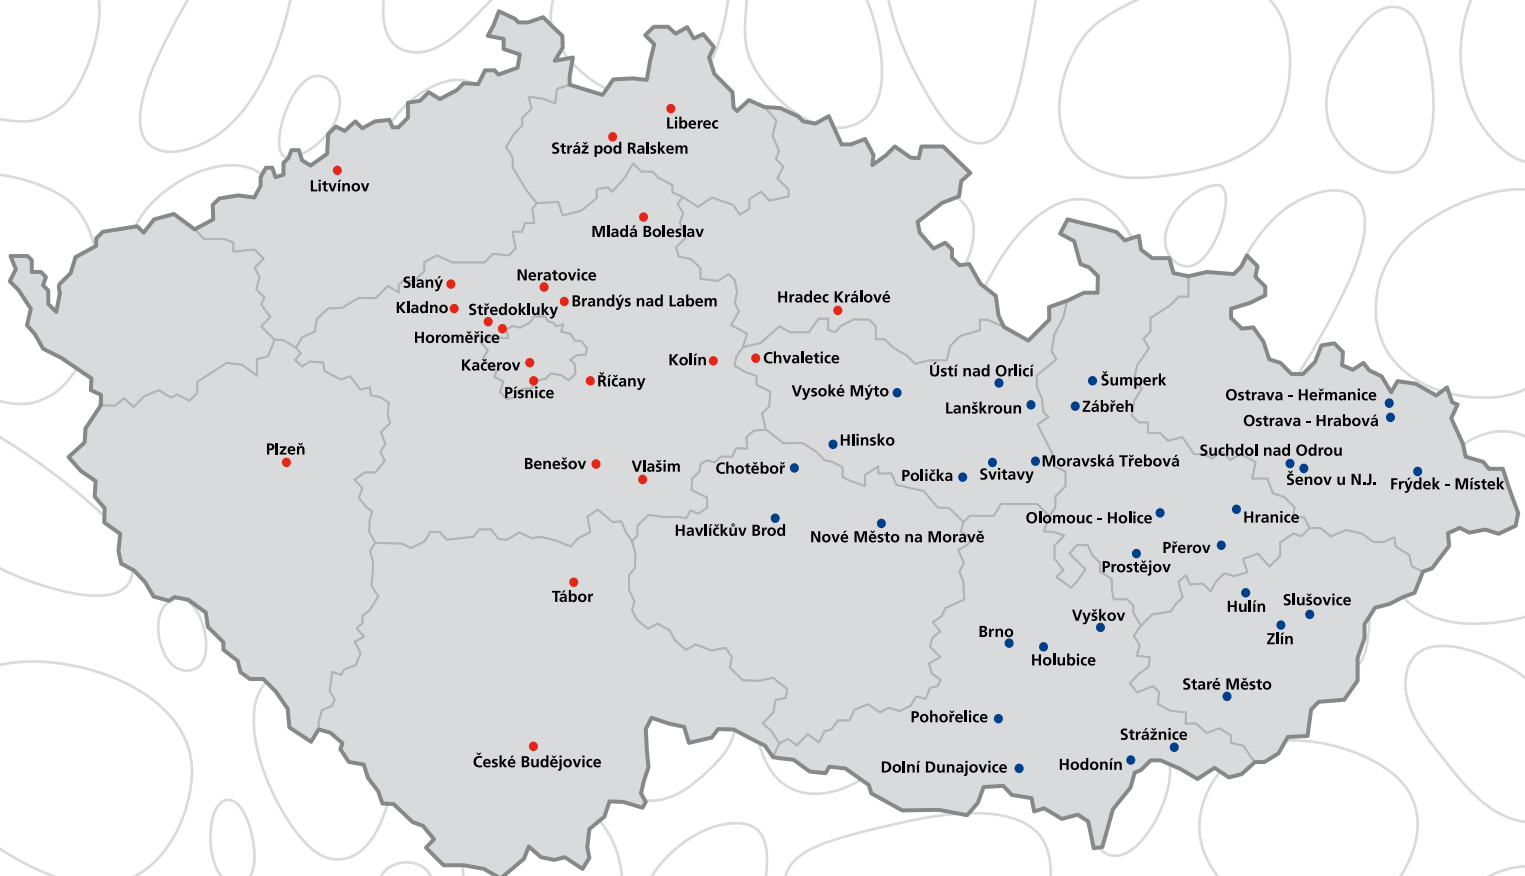 Liberec
Stráž pod Ralskem
Litvínov
Mladá Boleslav
Slaný
Neratovice
Kladno
Středokluky
Brandýs nad Labem
Hradec Králové
Horoměřice
Kačerov
Kolín
Chvaletice
Písnice
Říčany
Vysoké Mýto
Ústí nad Orlicí
Lanškroun
Šumperk
Zábřeh
Ostrava - Heřmanice
Ostrava - Hrabová
Plzeň
Benešov
Vlašim
Chotěboř
Hlinsko
Polička
Svitavy
Moravská Třebová
Suchdol nad Odrou
Šenov u N.J.
Frýdek - Místek
Havlíčkův Brod
Nové Město na Moravě
Olomouc - Holice
Hranice
Přerov
Prostějov
Tábor
Hulín
Slušovice
Zlín
Vyškov
Brno
Holubice
Staré Město
Pohořelice
Strážnice
České Budějovice
Dolní Dunajovice
Hodonín